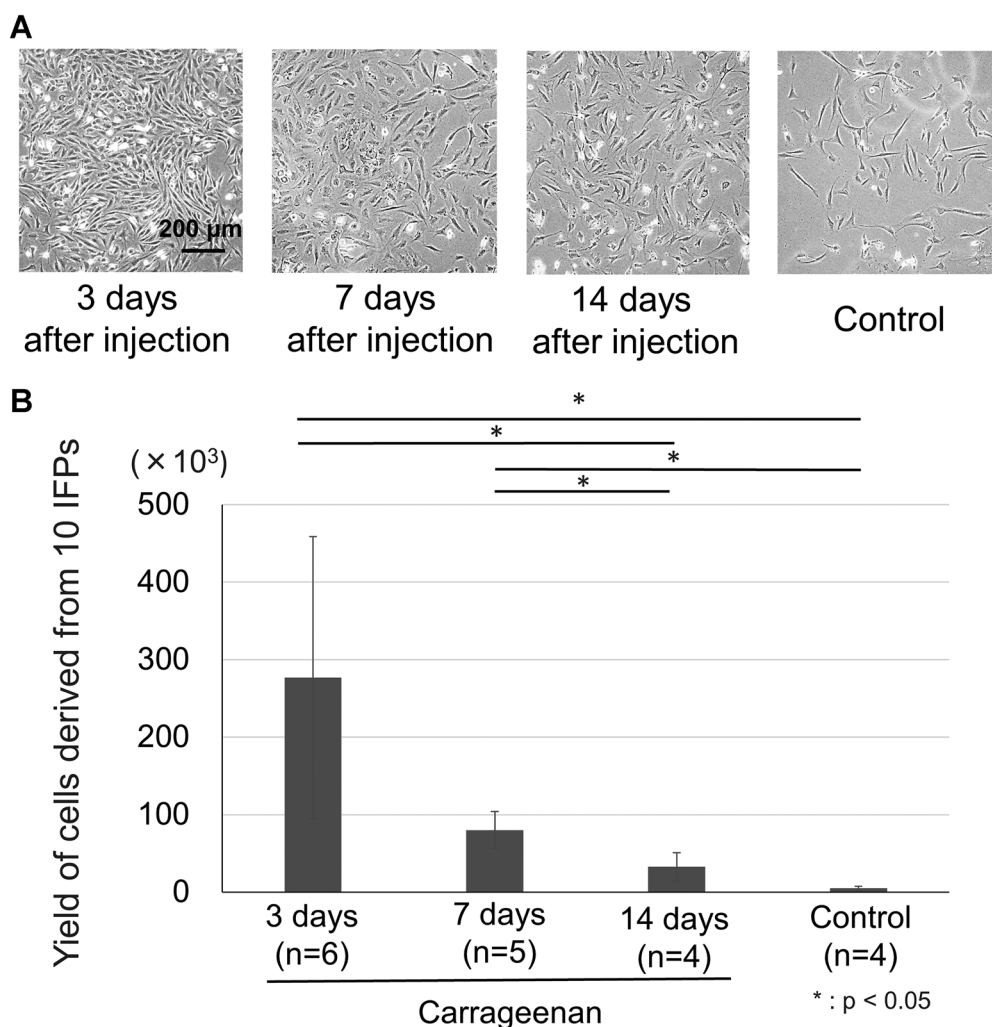 A
200 μm
3 days
after injection
7 days
after injection
14 days
after injection
Control
B
*
*
*
*
(×10³)
Yield of cells derived from 10 IFPs
500
400
300
200
100
0
3 days
(n=6)
7 days
(n=5)
14 days
(n=4)
Control
(n=4)
Carrageenan
* : p < 0.05